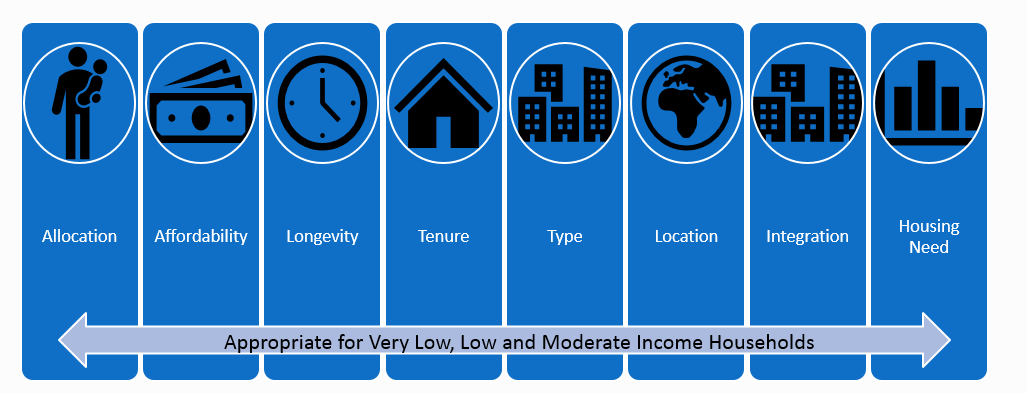 Allocation
Affordability
Longevity
Tenure
Type
Location
Integration
Housing
Need
Appropriate for Very Low, Low and Moderate Income Households